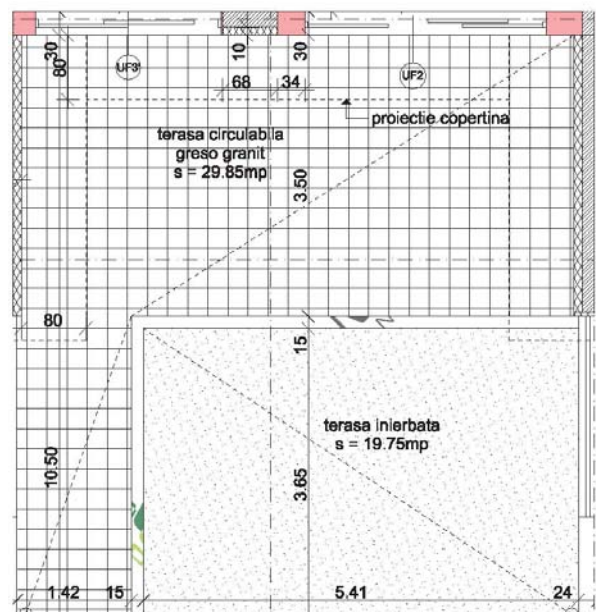 30
80
UF3'
10
68
34
30
UF2
proiectie copertina
terasa circulabila
greso granit
s = 29.85mp
3.50
80
15
terasa inierbata
s = 19.75mp
10.50
3.65
1.42
15
5.41
24